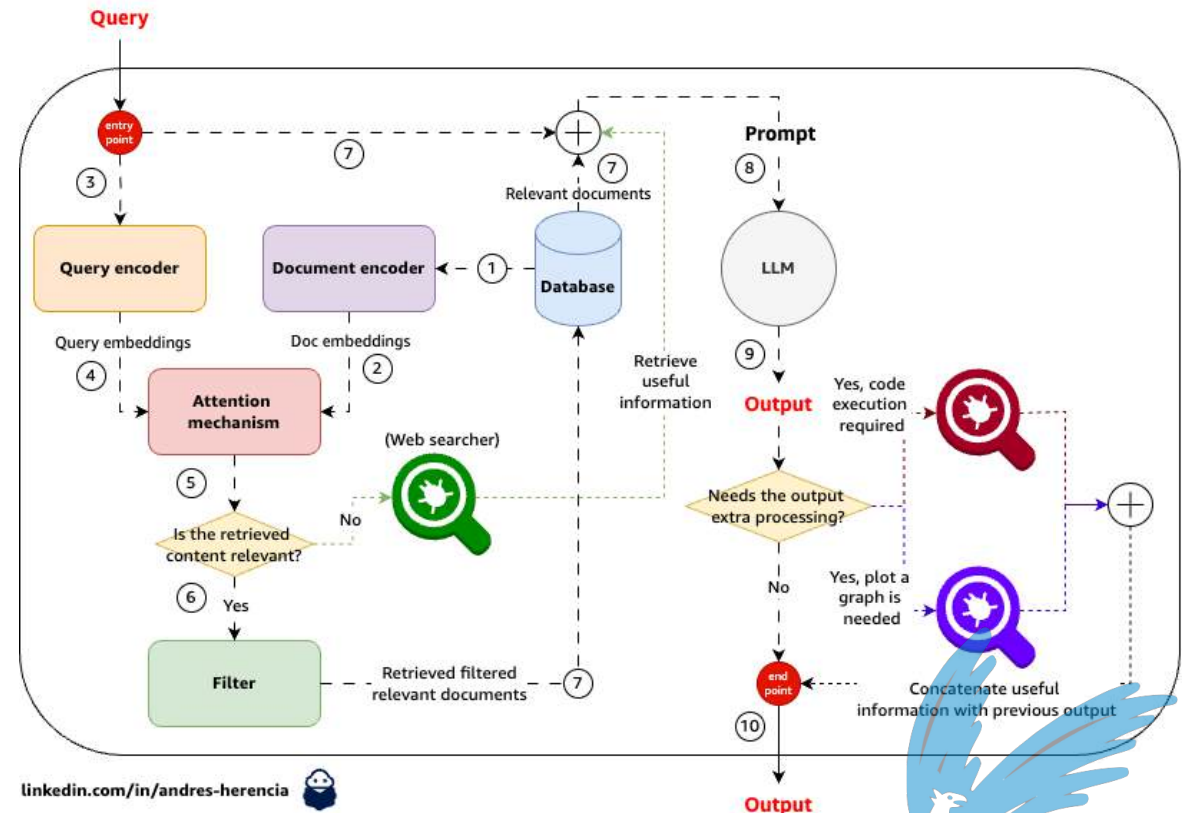 Query
entry
point
7
3
Prompt
7
8
Relevant documents
Query encoder
Document encoder
1
Database
LLM
Query embeddings
Doc embeddings
4
2
9
Retrieve
useful
information
Attention
mechanism
Output
Yes, code
execution
required
(Web searcher)
5
Needs the output
extra processing?
No
Is the retrieved
content relevant?
6
Yes
No
Yes, plot a
graph is
needed
Filter
Retrieved filtered
relevant documents
7
end
point
Concatenate useful
information with previous output
10
linkedin.com/in/andres-herencia
Output